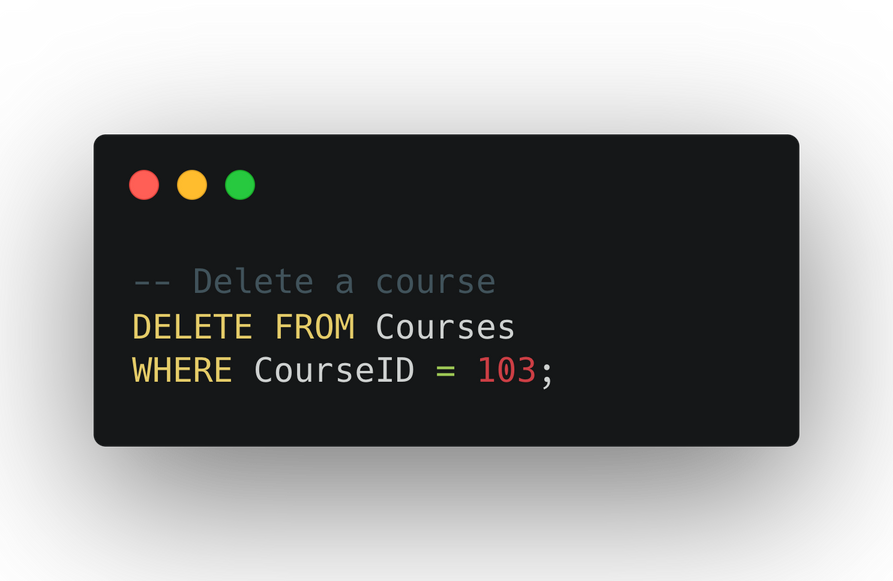 -- Delete a course
DELETE FROM Courses
WHERE CourseID = 103;